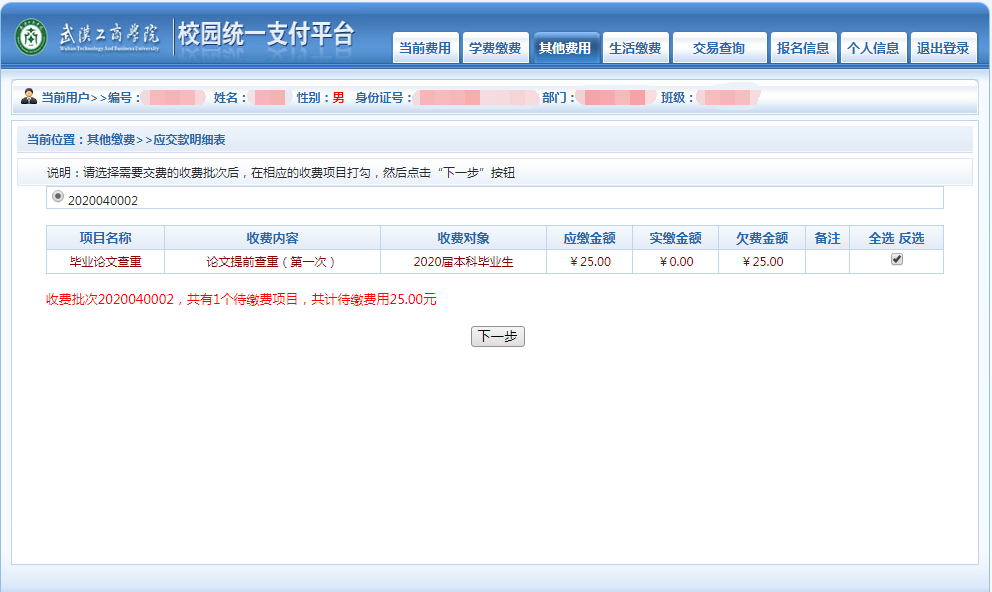 武汉工商学院
Wuhan Technology And Business University
校园统一支付平台
当前费用 学费缴费 其他费用 生活缴费 交易查询 报名信息 个人信息 退出登录
当前用户>>编号： 姓名： 性别：男 身份证号： 部门： 班级：
当前位置：其他缴费>>应交款明细表
说明：请选择需要交费的收费批次后，在相应的收费项目打勾，然后点击“下一步”按钮
2020040002
项目名称 收费内容 收费对象 应缴金额 实缴金额 欠费金额 备注 全选 反选
毕业论文查重 论文提前查重（第一次） 2020届本科毕业生 ￥25.00 ￥0.00 ￥25.00
收费批次2020040002，共有1个待缴费项目，共计待缴费用25.00元
下一步